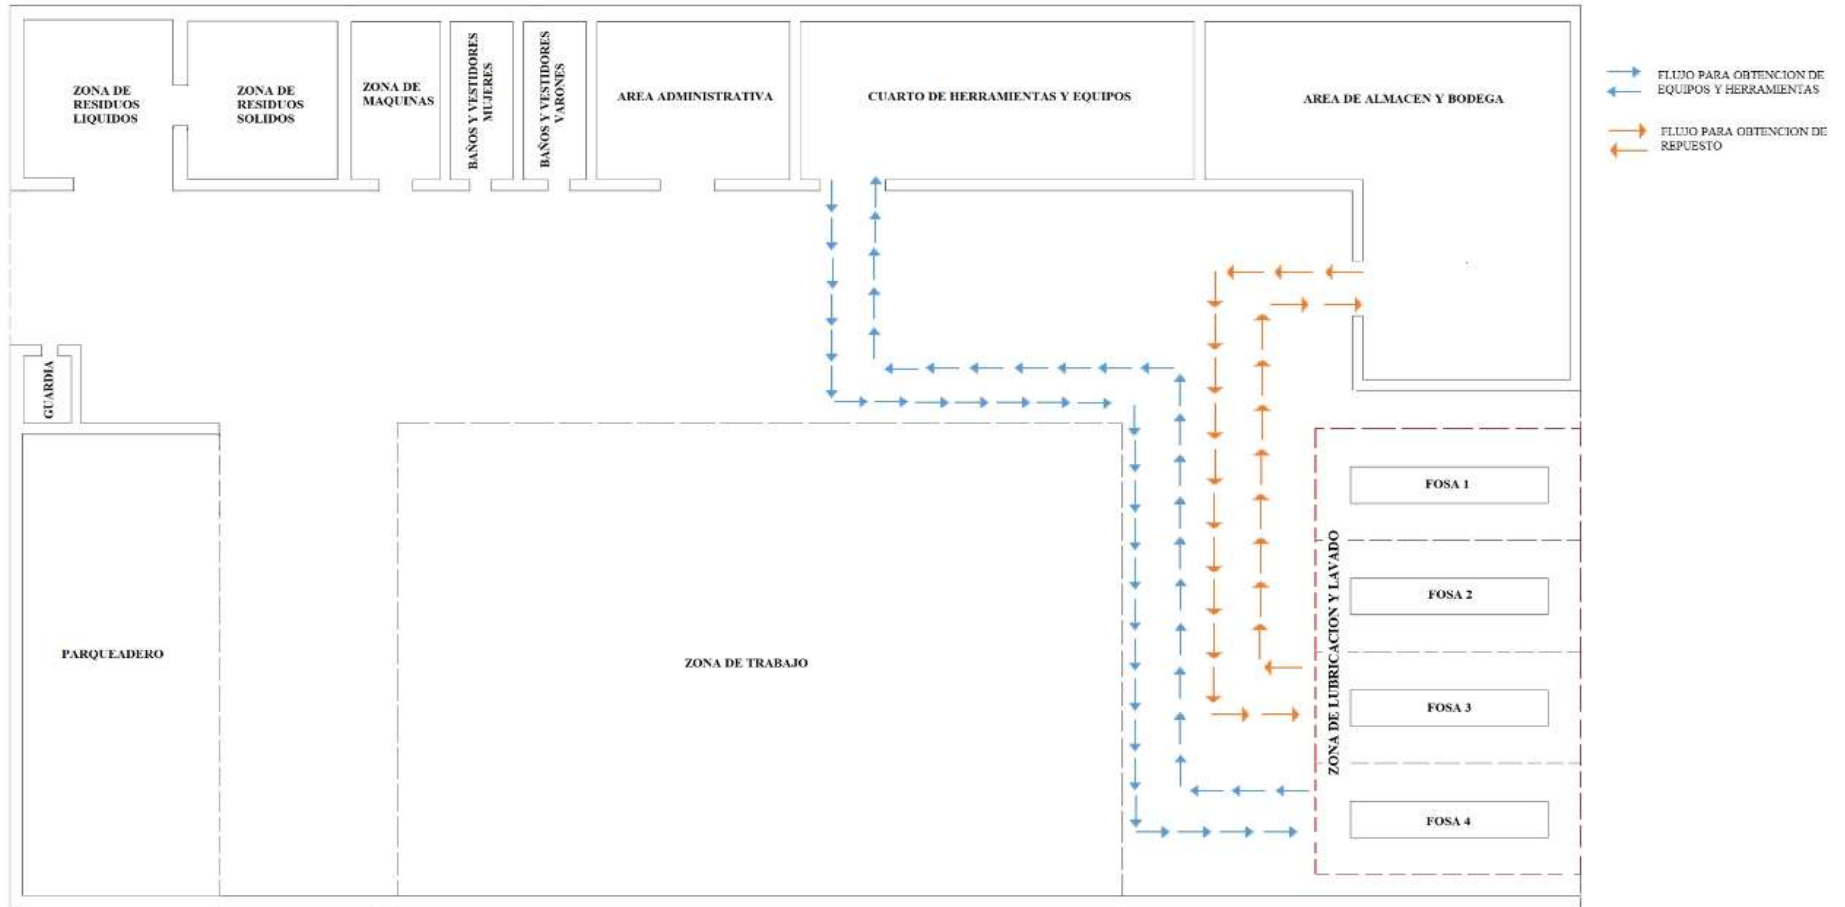 ZONA DE
RESIDUOS
LIQUIDOS
ZONA DE
RESIDUOS
SOLIDOS
ZONA DE
MAQUINAS
BAÑOS Y VESTIDORES
MUJERES
BAÑOS Y VESTIDORES
VARONES
AREA ADMINISTRATIVA
CUARTO DE HERRAMIENTAS Y EQUIPOS
AREA DE ALMACEN Y BODEGA
FLUJO PARA OBTENCION DE
EQUIPOS Y HERRAMIENTAS
FLUJO PARA OBTENCION DE
REPUESTO
GUARDIA
PARQUEADERO
ZONA DE TRABAJO
ZONA DE LUBRICACION Y LAVADO
FOSA 1
FOSA 2
FOSA 3
FOSA 4